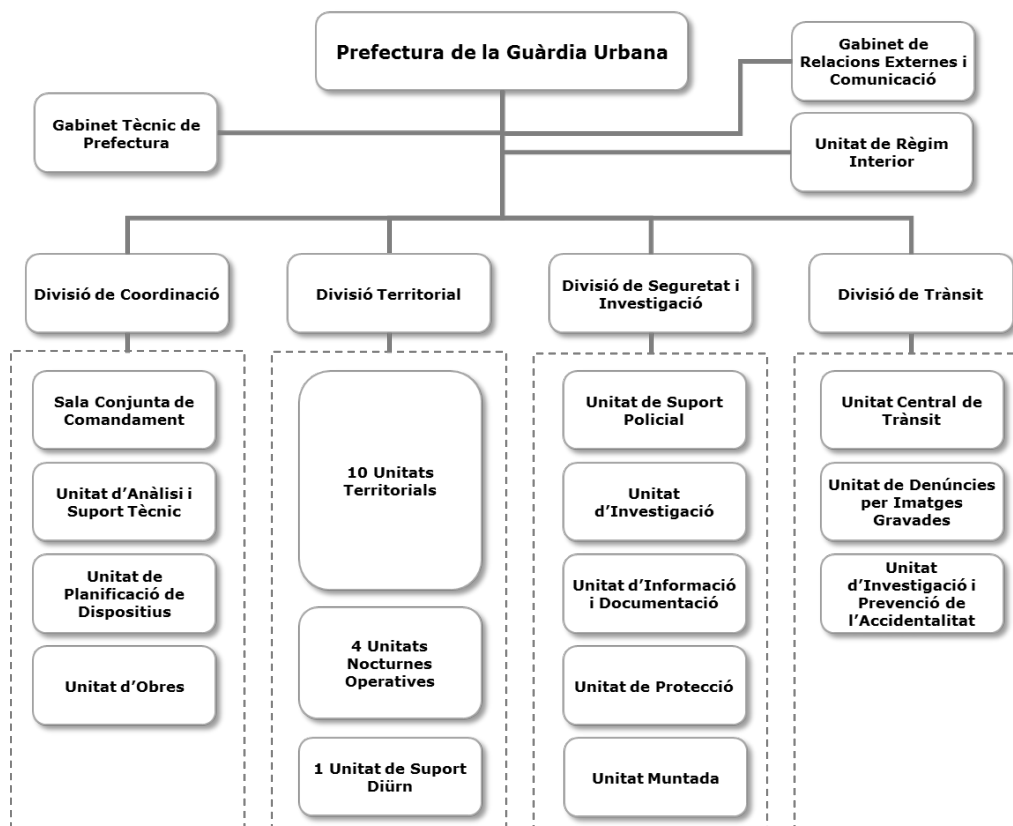 Prefectura de la Guàrdia Urbana
Gabinet de
Relacions Externes i
Comunicació
Gabinet Tècnic de
Prefectura
Unitat de Règim
Interior
Divisió de Coordinació
Divisió Territorial
Divisió de Seguretat i
Investigació
Divisió de Trànsit
Sala Conjunta de
Comandament
Unitat d’Anàlisi i
Suport Tècnic
Unitat de
Planificació de
Dispositius
Unitat d’Obres
10 Unitats
Territorials
4 Unitats
Nocturnes
Operatives
1 Unitat de Suport
Diürn
Unitat de Suport
Policial
Unitat
d’Investigació
Unitat d’Informació
i Documentació
Unitat de Protecció
Unitat Muntada
Unitat Central de
Trànsit
Unitat de Denúncies
per Imatges
Gravades
Unitat
d’Investigació i
Prevenció de
l’Accidentalitat